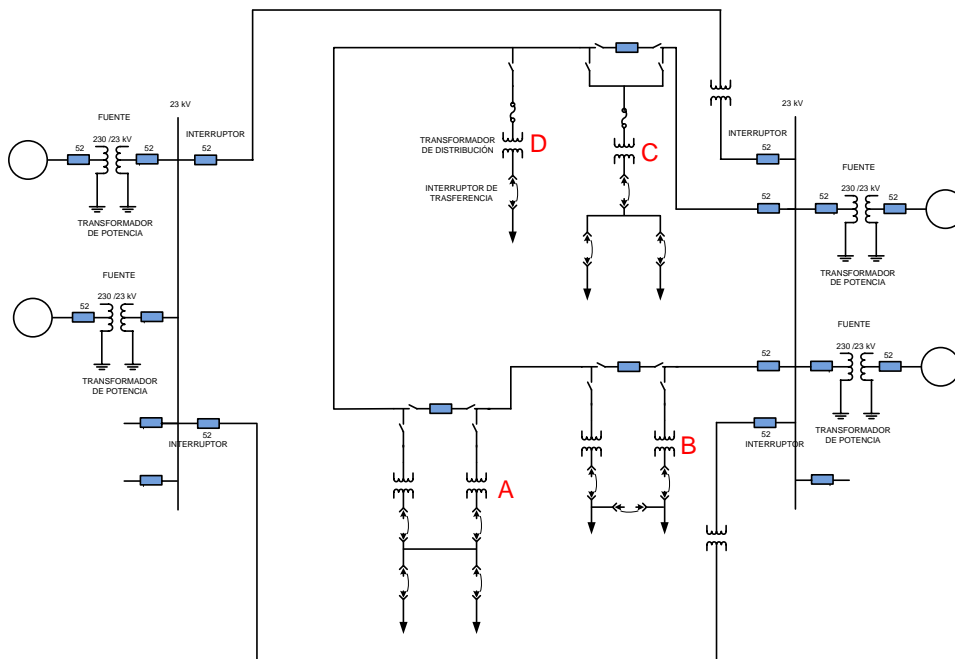 23 kV
FUENTE
INTERRUPTOR
230 /23 kV
52
52
52
TRANSFORMADOR
DE POTENCIA
FUENTE
230 /23 kV
52
TRANSFORMADOR
DE POTENCIA
52
INTERRUPTOR
TRANSFORMADOR
DE DISTRIBUCIÓN
D
C
INTERRUPTOR DE
TRASFERENCIA
A
B
23 kV
INTERRUPTOR
52
FUENTE
230 /23 kV
52
52
52
TRANSFORMADOR
DE POTENCIA
FUENTE
230 /23 kV
52
52
TRANSFORMADOR
DE POTENCIA
52
INTERRUPTOR